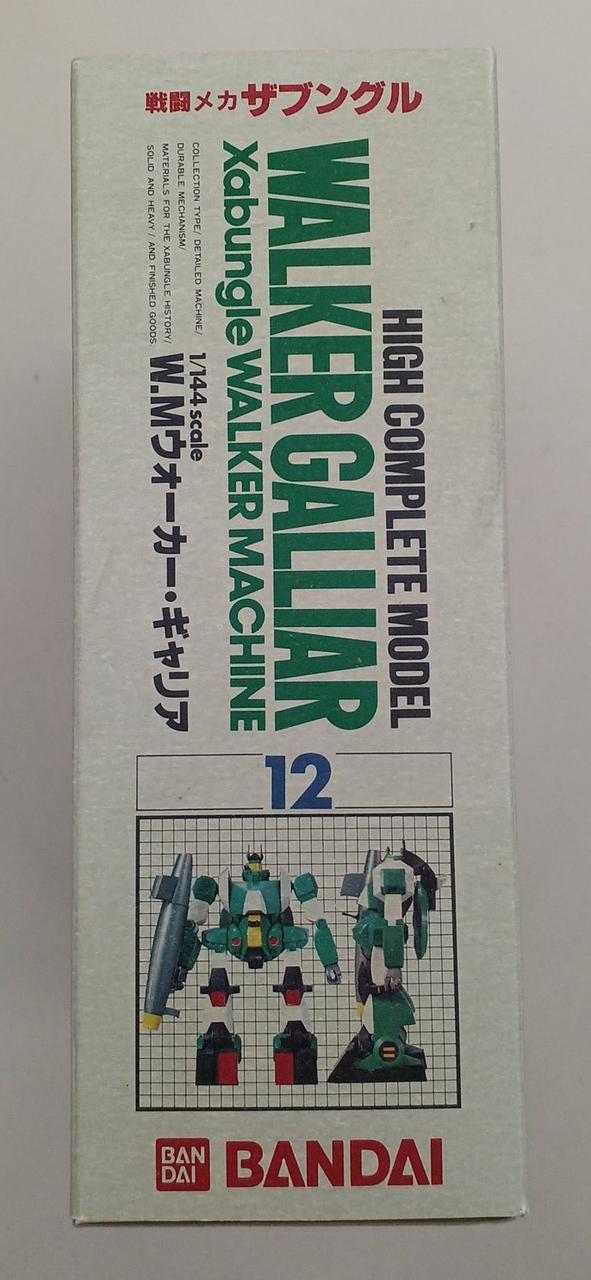 戦闘メカザブングル
HIGH COMPLETE MODEL
WALKER GALLIAR
Xabungle WALKER MACHINE
COLLECTION TYPE/ DETAILED MACHINE/
DURABLE MECHANISM/
MATERIALS FOR THE XABUNGLE HISTORY/
SOLID AND HEAVY / AND FINISHED GOODS
1/144 scale
W.Mウォーカー・ギャリア
12
BAN
DAI
BANDAI